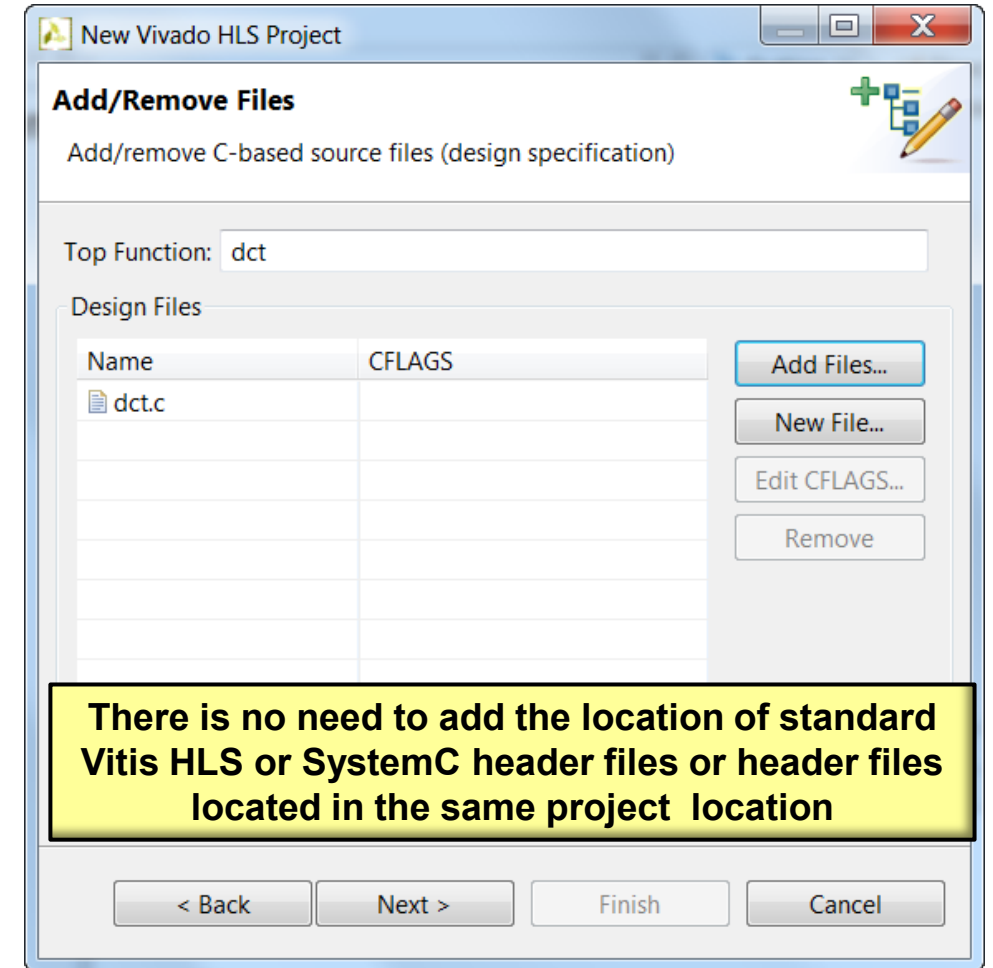 New Vivado HLS Project
Add/Remove Files
Add/remove C-based source files (design specification)
Top Function: dct
Design Files
Name CFLAGS
Add Files...
dct.c
New File...
Edit CFLAGS...
Remove
There is no need to add the location of standard
Vitis HLS or SystemC header files or header files
located in the same project location
< Back Next > Finish Cancel